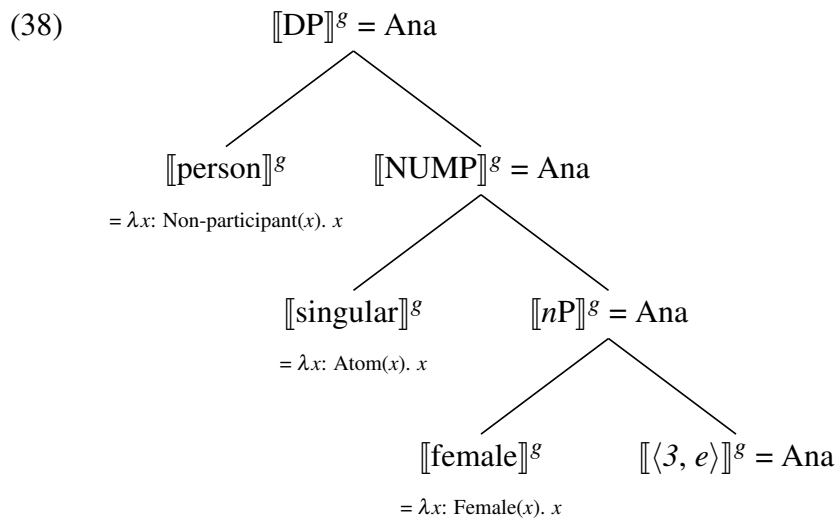 (38) ⟦DP⟧^g = Ana
⟦person⟧^g ⟦NUMP⟧^g = Ana
= λx: Non-participant(x). x
⟦singular⟧^g ⟦nP⟧^g = Ana
= λx: Atom(x). x
⟦female⟧^g ⟦⟨3, e⟩⟧^g = Ana
= λx: Female(x). x